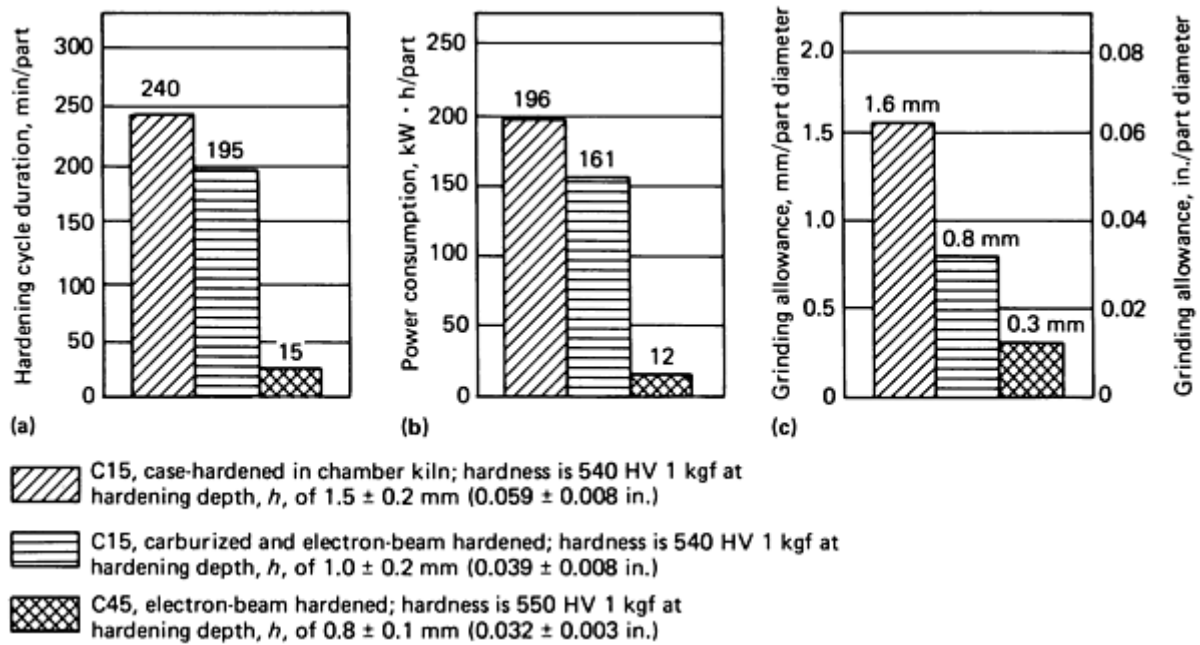 Hardening cycle duration, min/part
300
250
200
150
100
50
0
240
195
15
(a)
Power consumption, kW · h/part
250
200
150
100
50
0
196
161
12
(b)
Grinding allowance, mm/part diameter
2.0
1.5
1.0
0.5
0
1.6 mm
0.8 mm
0.3 mm
0.08
0.06
0.04
0.02
0
Grinding allowance, in./part diameter
(c)
C15, case-hardened in chamber kiln; hardness is 540 HV 1 kgf at
hardening depth, h, of 1.5 ± 0.2 mm (0.059 ± 0.008 in.)
C15, carburized and electron-beam hardened; hardness is 540 HV 1 kgf at
hardening depth, h, of 1.0 ± 0.2 mm (0.039 ± 0.008 in.)
C45, electron-beam hardened; hardness is 550 HV 1 kgf at
hardening depth, h, of 0.8 ± 0.1 mm (0.032 ± 0.003 in.)